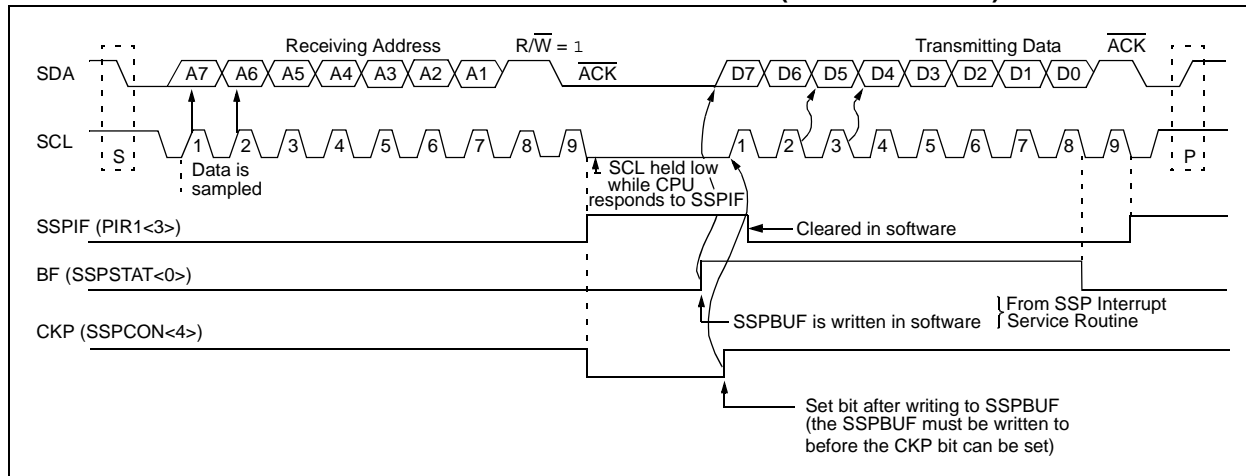 Receiving Address R/W = 1 Transmitting Data ACK
SDA A7 A6 A5 A4 A3 A2 A1 ACK D7 D6 D5 D4 D3 D2 D1 D0
SCL S 1 2 3 4 5 6 7 8 9 1 2 3 4 5 6 7 8 9 P
Data is
sampled
SCL held low
while CPU
responds to SSPIF
SSPIF (PIR1<3>)
Cleared in software
BF (SSPSTAT<0>)
SSPBUF is written in software
From SSP Interrupt
Service Routine
CKP (SSPCON<4>)
Set bit after writing to SSPBUF
(the SSPBUF must be written to
before the CKP bit can be set)